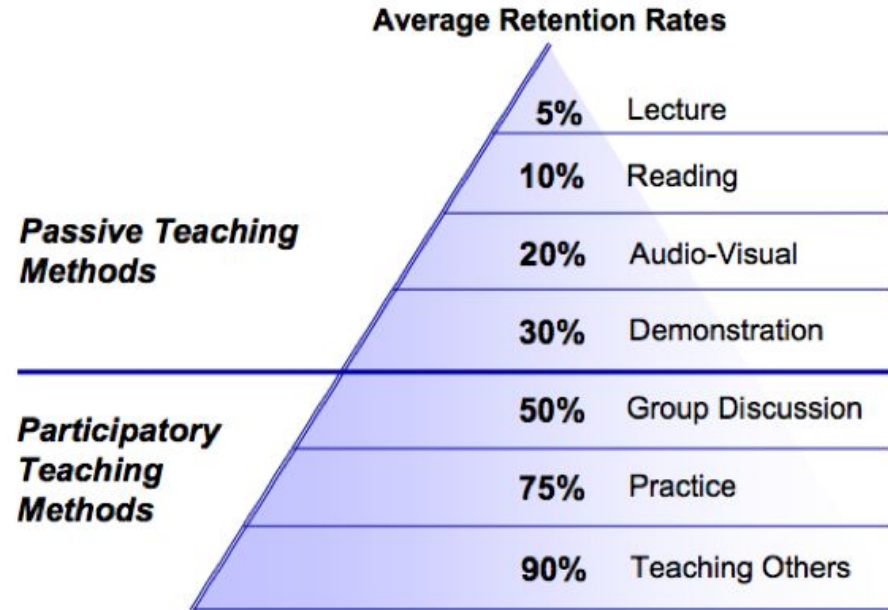 Average Retention Rates
5% Lecture
10% Reading
Passive Teaching
Methods
20% Audio-Visual
30% Demonstration
Participatory
Teaching
Methods
50% Group Discussion
75% Practice
90% Teaching Others